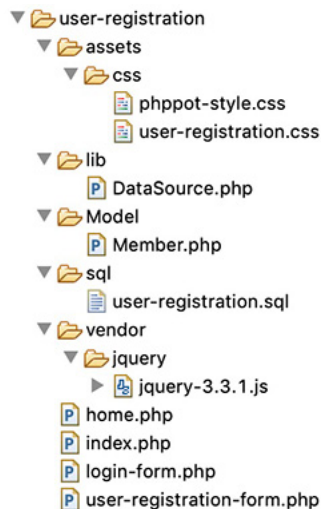 user-registration
assets
css
phppot-style.css
user-registration.css
lib
DataSource.php
Model
Member.php
sql
user-registration.sql
vendor
jquery
jquery-3.3.1.js
home.php
index.php
login-form.php
user-registration-form.php